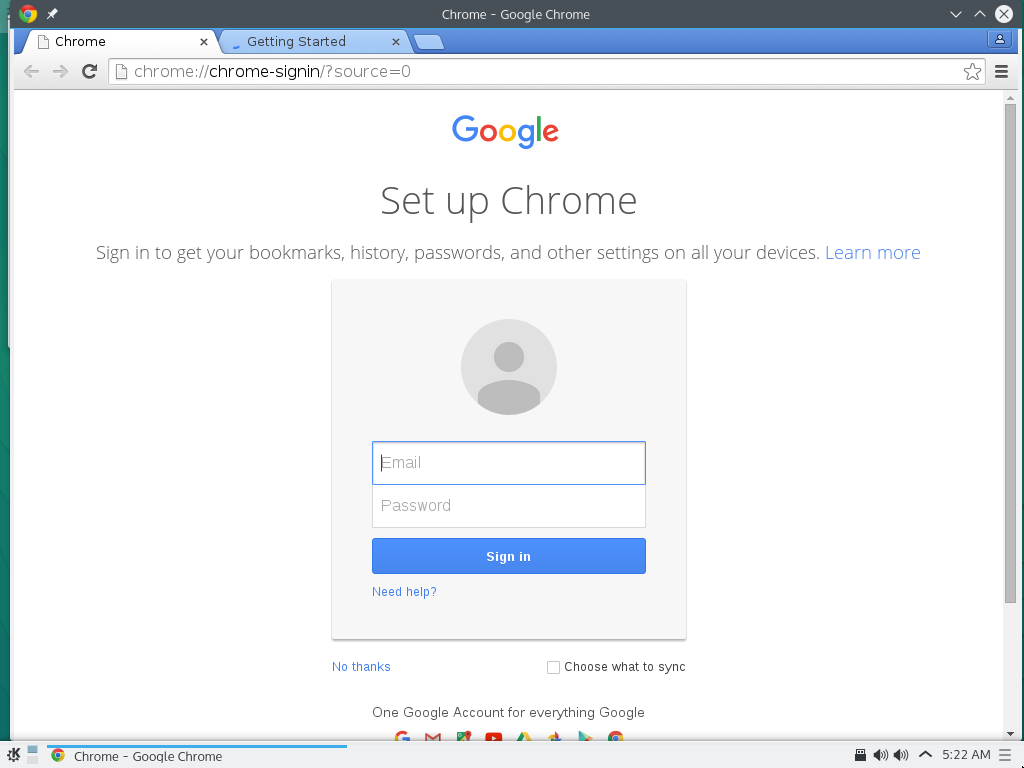 Chrome - Google Chrome
Chrome
Getting Started
chrome://chrome-signin/?source=0
Google
Set up Chrome
Sign in to get your bookmarks, history, passwords, and other settings on all your devices. Learn more
Email
Password
Sign in
Need help?
No thanks
Choose what to sync
One Google Account for everything Google
Chrome - Google Chrome
5:22 AM